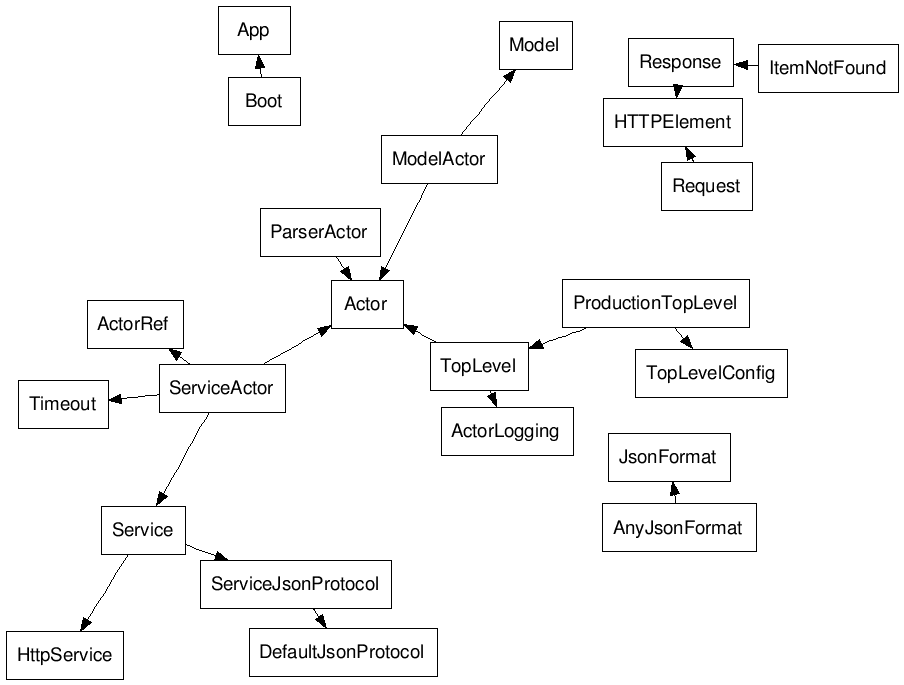 App
Model
Response
ItemNotFound
Boot
HTTPElement
ModelActor
Request
ParserActor
Actor
ProductionTopLevel
ActorRef
TopLevel
TopLevelConfig
ServiceActor
Timeout
ActorLogging
JsonFormat
Service
AnyJsonFormat
ServiceJsonProtocol
HttpService
DefaultJsonProtocol